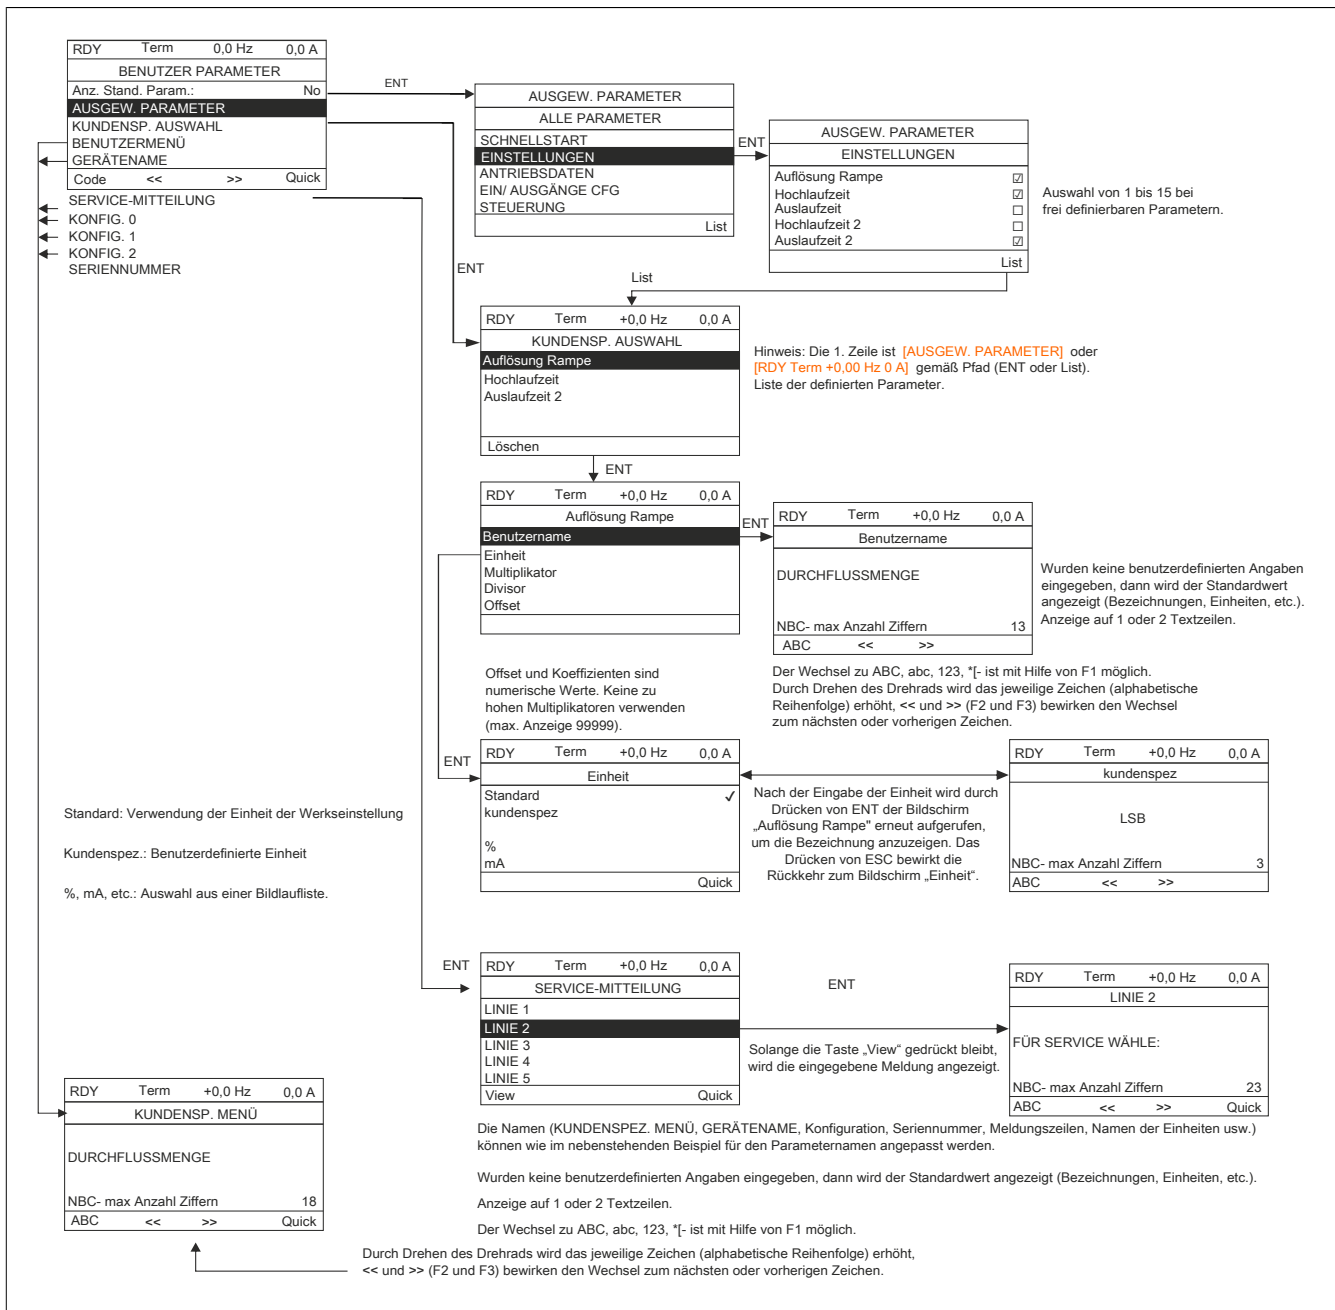 RDY Term 0,0 Hz 0,0 A
BENUTZER PARAMETER
Anz. Stand. Param.: No
AUSGEW. PARAMETER
KUNDENSP. AUSWAHL
BENUTZERMENÜ
GERÄTENAME
Code << >> Quick
SERVICE-MITTEILUNG
KONFIG. 0
KONFIG. 1
KONFIG. 2
SERIENNUMMER
ENT
AUSGEW. PARAMETER
ALLE PARAMETER
SCHNELLSTART
EINSTELLUNGEN
ANTRIEBSDATEN
EIN/ AUSGÄNGE CFG
STEUERUNG
List
ENT
AUSGEW. PARAMETER
EINSTELLUNGEN
Auflösung Rampe ☑
Hochlaufzeit ☑
Auslaufzeit ☐
Hochlaufzeit 2 ☐
Auslaufzeit 2 ☑
List
Auswahl von 1 bis 15 bei
frei definierbaren Parametern.
ENT
List
RDY Term +0,0 Hz 0,0 A
KUNDENSP. AUSWAHL
Auflösung Rampe
Hochlaufzeit
Auslaufzeit 2
Löschen
Hinweis: Die 1. Zeile ist [AUSGEW. PARAMETER] oder
[RDY Term +0,00 Hz 0 A] gemäß Pfad (ENT oder List).
Liste der definierten Parameter.
ENT
RDY Term +0,0 Hz 0,0 A
Auflösung Rampe
Benutzername
Einheit
Multiplikator
Divisor
Offset
ENT
RDY Term +0,0 Hz 0,0 A
Benutzername
DURCHFLUSSMENGE
NBC- max Anzahl Ziffern 13
ABC << >>
Wurden keine benutzerdefinierten Angaben
eingegeben, dann wird der Standardwert
angezeigt (Bezeichnungen, Einheiten, etc.).
Anzeige auf 1 oder 2 Textzeilen.
Der Wechsel zu ABC, abc, 123, *[- ist mit Hilfe von F1 möglich.
Durch Drehen des Drehrads wird das jeweilige Zeichen (alphabetische
Reihenfolge) erhöht, << und >> (F2 und F3) bewirken den Wechsel
zum nächsten oder vorherigen Zeichen.
Offset und Koeffizienten sind
numerische Werte. Keine zu
hohen Multiplikatoren verwenden
(max. Anzeige 99999).
ENT
RDY Term +0,0 Hz 0,0 A
Einheit
Standard ✓
kundenspez
%
mA
Quick
Nach der Eingabe der Einheit wird durch
Drücken von ENT der Bildschirm
„Auflösung Rampe" erneut aufgerufen,
um die Bezeichnung anzuzeigen. Das
Drücken von ESC bewirkt die
Rückkehr zum Bildschirm „Einheit“.
RDY Term +0,0 Hz 0,0 A
kundenspez
LSB
NBC- max Anzahl Ziffern 3
ABC << >>
Standard: Verwendung der Einheit der Werkseinstellung
Kundenspez.: Benutzerdefinierte Einheit
%, mA, etc.: Auswahl aus einer Bildlaufliste.
ENT
RDY Term +0,0 Hz 0,0 A
SERVICE-MITTEILUNG
LINIE 1
LINIE 2
LINIE 3
LINIE 4
LINIE 5
View Quick
ENT
Solange die Taste „View“ gedrückt bleibt,
wird die eingegebene Meldung angezeigt.
RDY Term +0,0 Hz 0,0 A
LINIE 2
FÜR SERVICE WÄHLE:
NBC- max Anzahl Ziffern 23
ABC << >> Quick
RDY Term +0,0 Hz 0,0 A
KUNDENSP. MENÜ
DURCHFLUSSMENGE
NBC- max Anzahl Ziffern 18
ABC << >> Quick
Die Namen (KUNDENSPEZ. MENÜ, GERÄTENAME, Konfiguration, Seriennummer, Meldungszeilen, Namen der Einheiten usw.)
können wie im nebenstehenden Beispiel für den Parameternamen angepasst werden.
Wurden keine benutzerdefinierten Angaben eingegeben, dann wird der Standardwert angezeigt (Bezeichnungen, Einheiten, etc.).
Anzeige auf 1 oder 2 Textzeilen.
Der Wechsel zu ABC, abc, 123, *[- ist mit Hilfe von F1 möglich.
Durch Drehen des Drehrads wird das jeweilige Zeichen (alphabetische Reihenfolge) erhöht,
<< und >> (F2 und F3) bewirken den Wechsel zum nächsten oder vorherigen Zeichen.